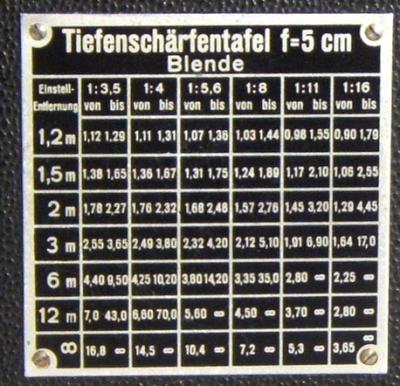 Tiefenschärfentafel f=5 cm
Blende
Einstell-Entfernung 1:3,5 1:4 1:5,6 1:8 1:11 1:16
von bis von bis von bis von bis von bis von bis
1,2 m 1,12 1,29 1,11 1,31 1,07 1,36 1,03 1,44 0,98 1,55 0,90 1,79
1,5 m 1,38 1,65 1,36 1,67 1,31 1,75 1,24 1,89 1,17 2,10 1,06 2,55
2 m 1,78 2,27 1,76 2,32 1,68 2,48 1,57 2,76 1,45 3,20 1,29 4,45
3 m 2,55 3,65 2,49 3,80 2,32 4,20 2,12 5,10 1,91 6,90 1,64 17,0
6 m 4,40 9,50 4,25 10,20 3,80 14,20 3,35 35,0 2,80 ∞ 2,25 ∞
12 m 7,0 43,0 6,60 70,0 5,60 ∞ 4,50 ∞ 3,70 ∞ 2,80 ∞
∞ 16,8 ∞ 14,5 ∞ 10,4 ∞ 7,2 ∞ 5,3 ∞ 3,65 ∞